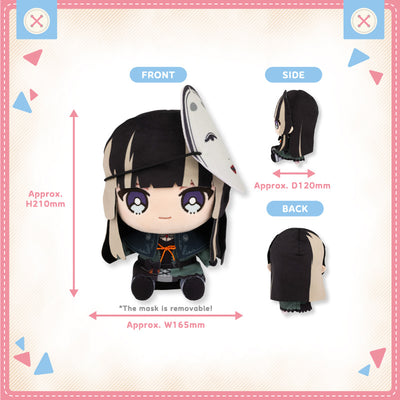 FRONT
SIDE
Approx.
H210mm
Approx. D120mm
BACK
*The mask is removable!
Approx. W165mm